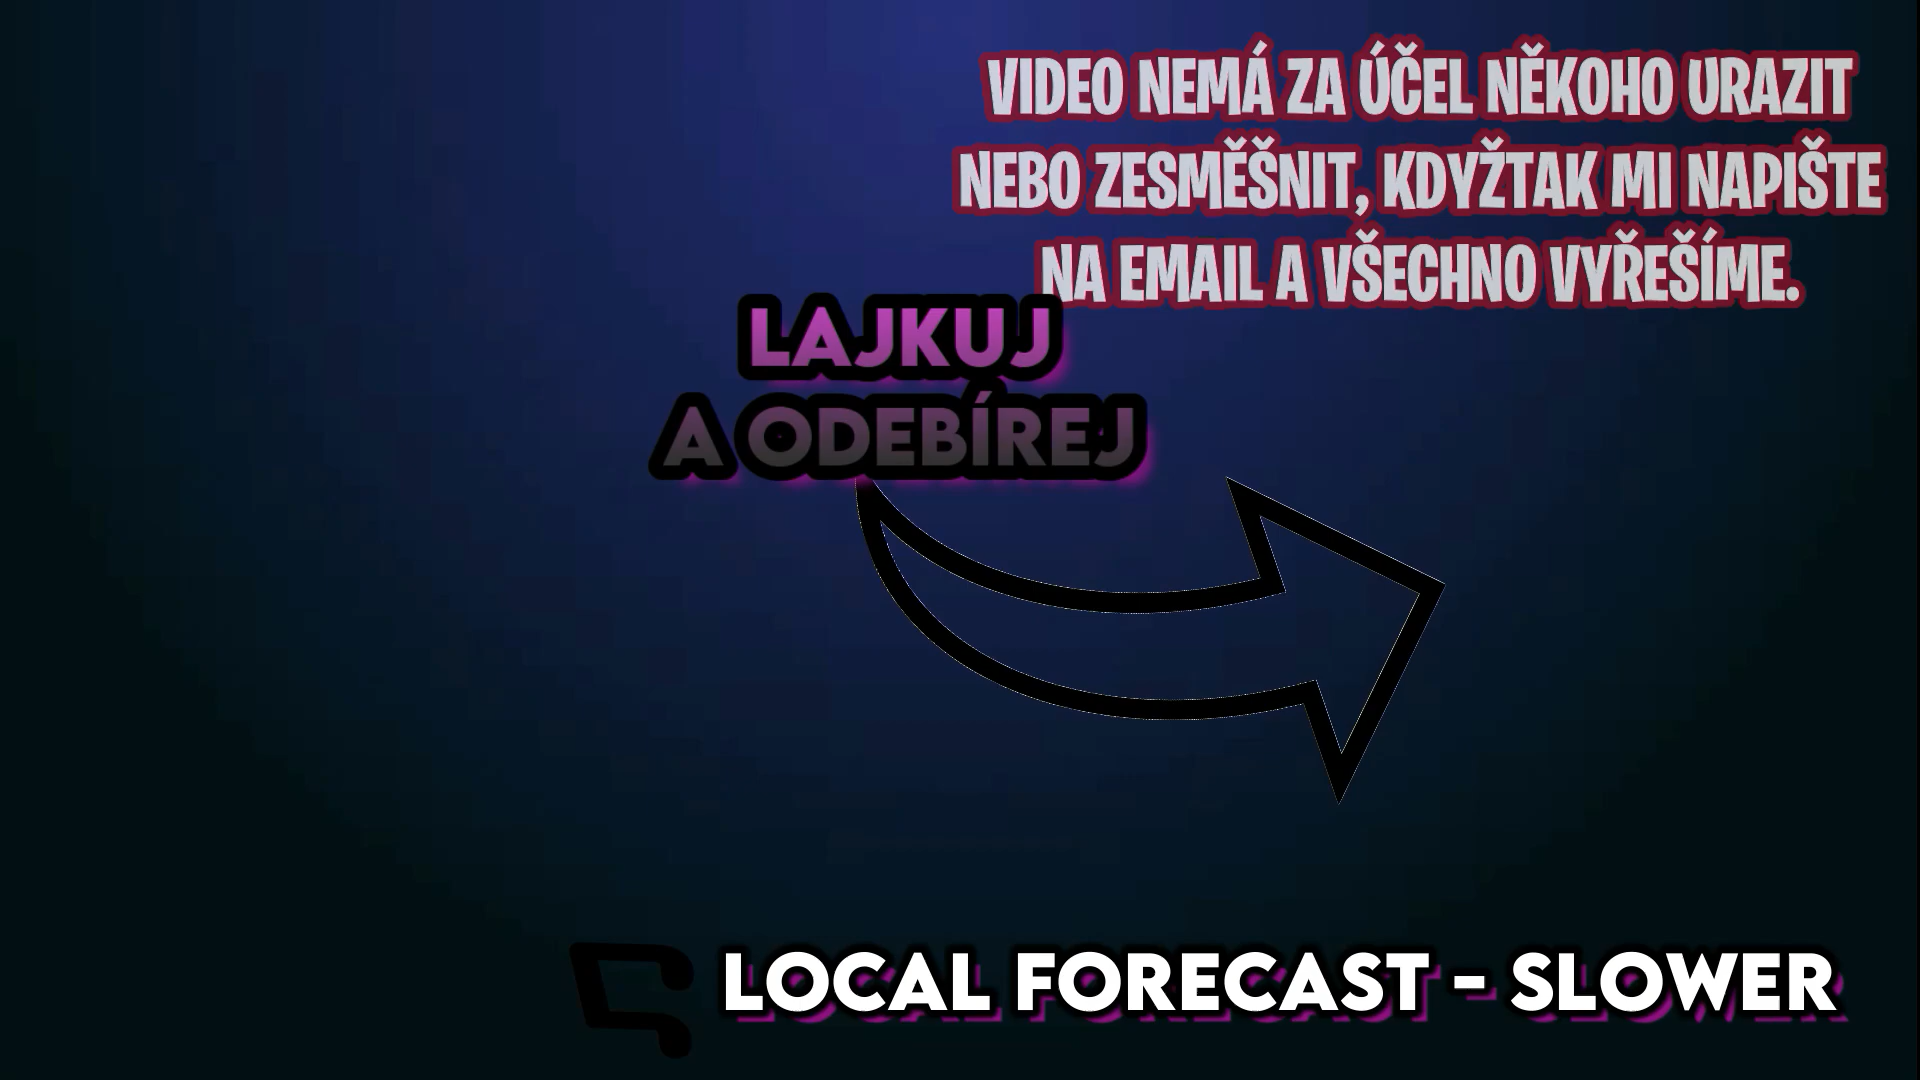 VIDEO NEMÁ ZA ÚČEL NĚKOHO URAZIT
NEBO ZESMĚŠNIT, KDYŽTAK MI NAPIŠTE
NA EMAIL A VŠECHNO VYŘEŠÍME.
LAJKUJ
A ODEBÍREJ
LOCAL FORECAST - SLOWER